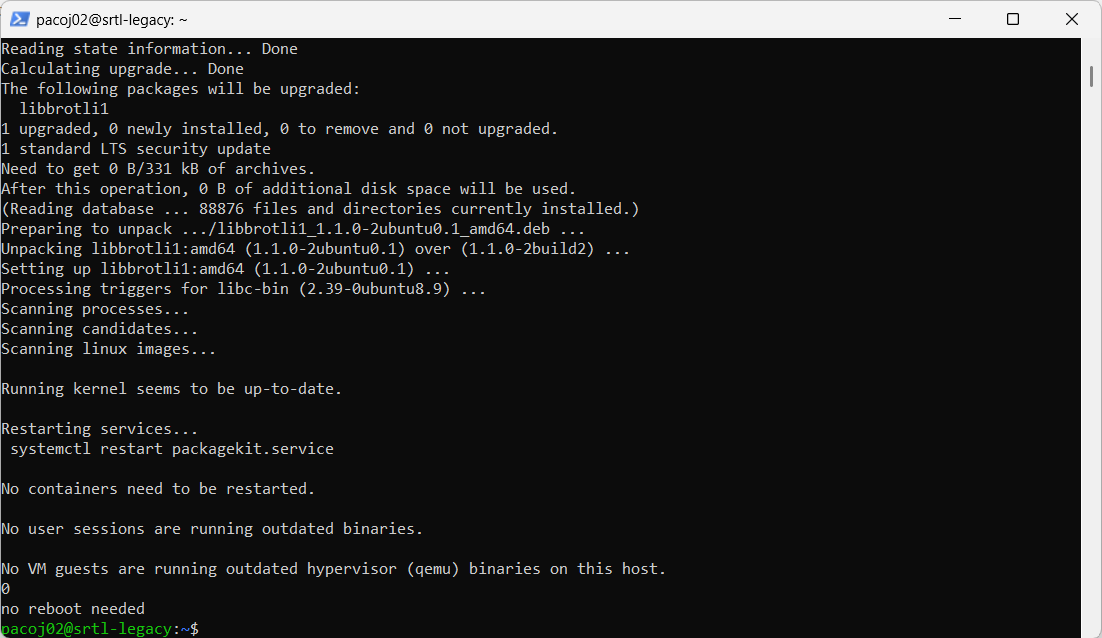 pacoj02@srtl-legacy: ~
Reading state information... Done
Calculating upgrade... Done
The following packages will be upgraded:
  libbrotli1
1 upgraded, 0 newly installed, 0 to remove and 0 not upgraded.
1 standard LTS security update
Need to get 0 B/331 kB of archives.
After this operation, 0 B of additional disk space will be used.
(Reading database ... 88876 files and directories currently installed.)
Preparing to unpack .../libbrotli1_1.1.0-2ubuntu0.1_amd64.deb ...
Unpacking libbrotli1:amd64 (1.1.0-2ubuntu0.1) over (1.1.0-2build2) ...
Setting up libbrotli1:amd64 (1.1.0-2ubuntu0.1) ...
Processing triggers for libc-bin (2.39-0ubuntu8.9) ...
Scanning processes...
Scanning candidates...
Scanning linux images...

Running kernel seems to be up-to-date.

Restarting services...
 systemctl restart packagekit.service

No containers need to be restarted.

No user sessions are running outdated binaries.

No VM guests are running outdated hypervisor (qemu) binaries on this host.
0
no reboot needed
pacoj02@srtl-legacy:~$